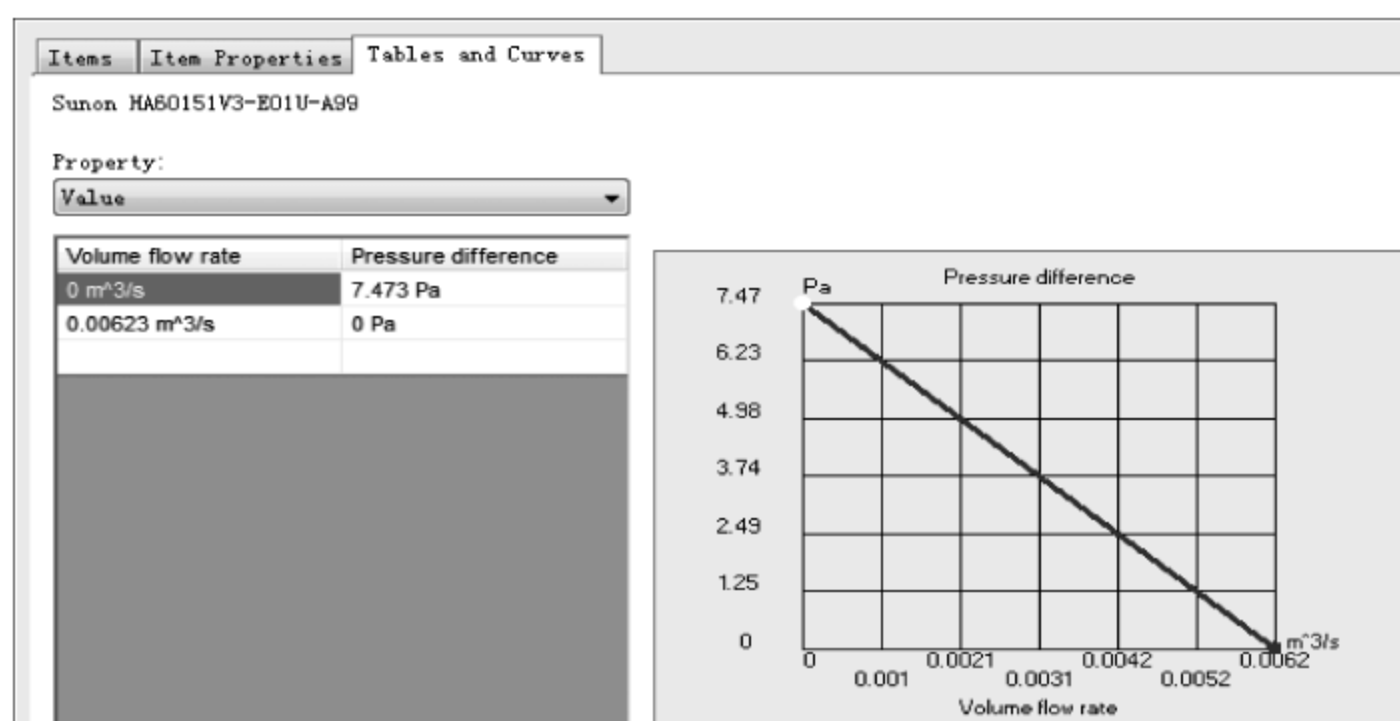 Items Item Properties Tables and Curves
Sunon HA60151V3-E01U-A99
Property:
Value
Volume flow rate Pressure difference
0 m^3/s 7.473 Pa
0.00623 m^3/s 0 Pa
Pressure difference
Pa
7.47
6.23
4.98
3.74
2.49
1.25
0
m^3/s
0 0.0021 0.0042 0.0062
0.001 0.0031 0.0052
Volume flow rate